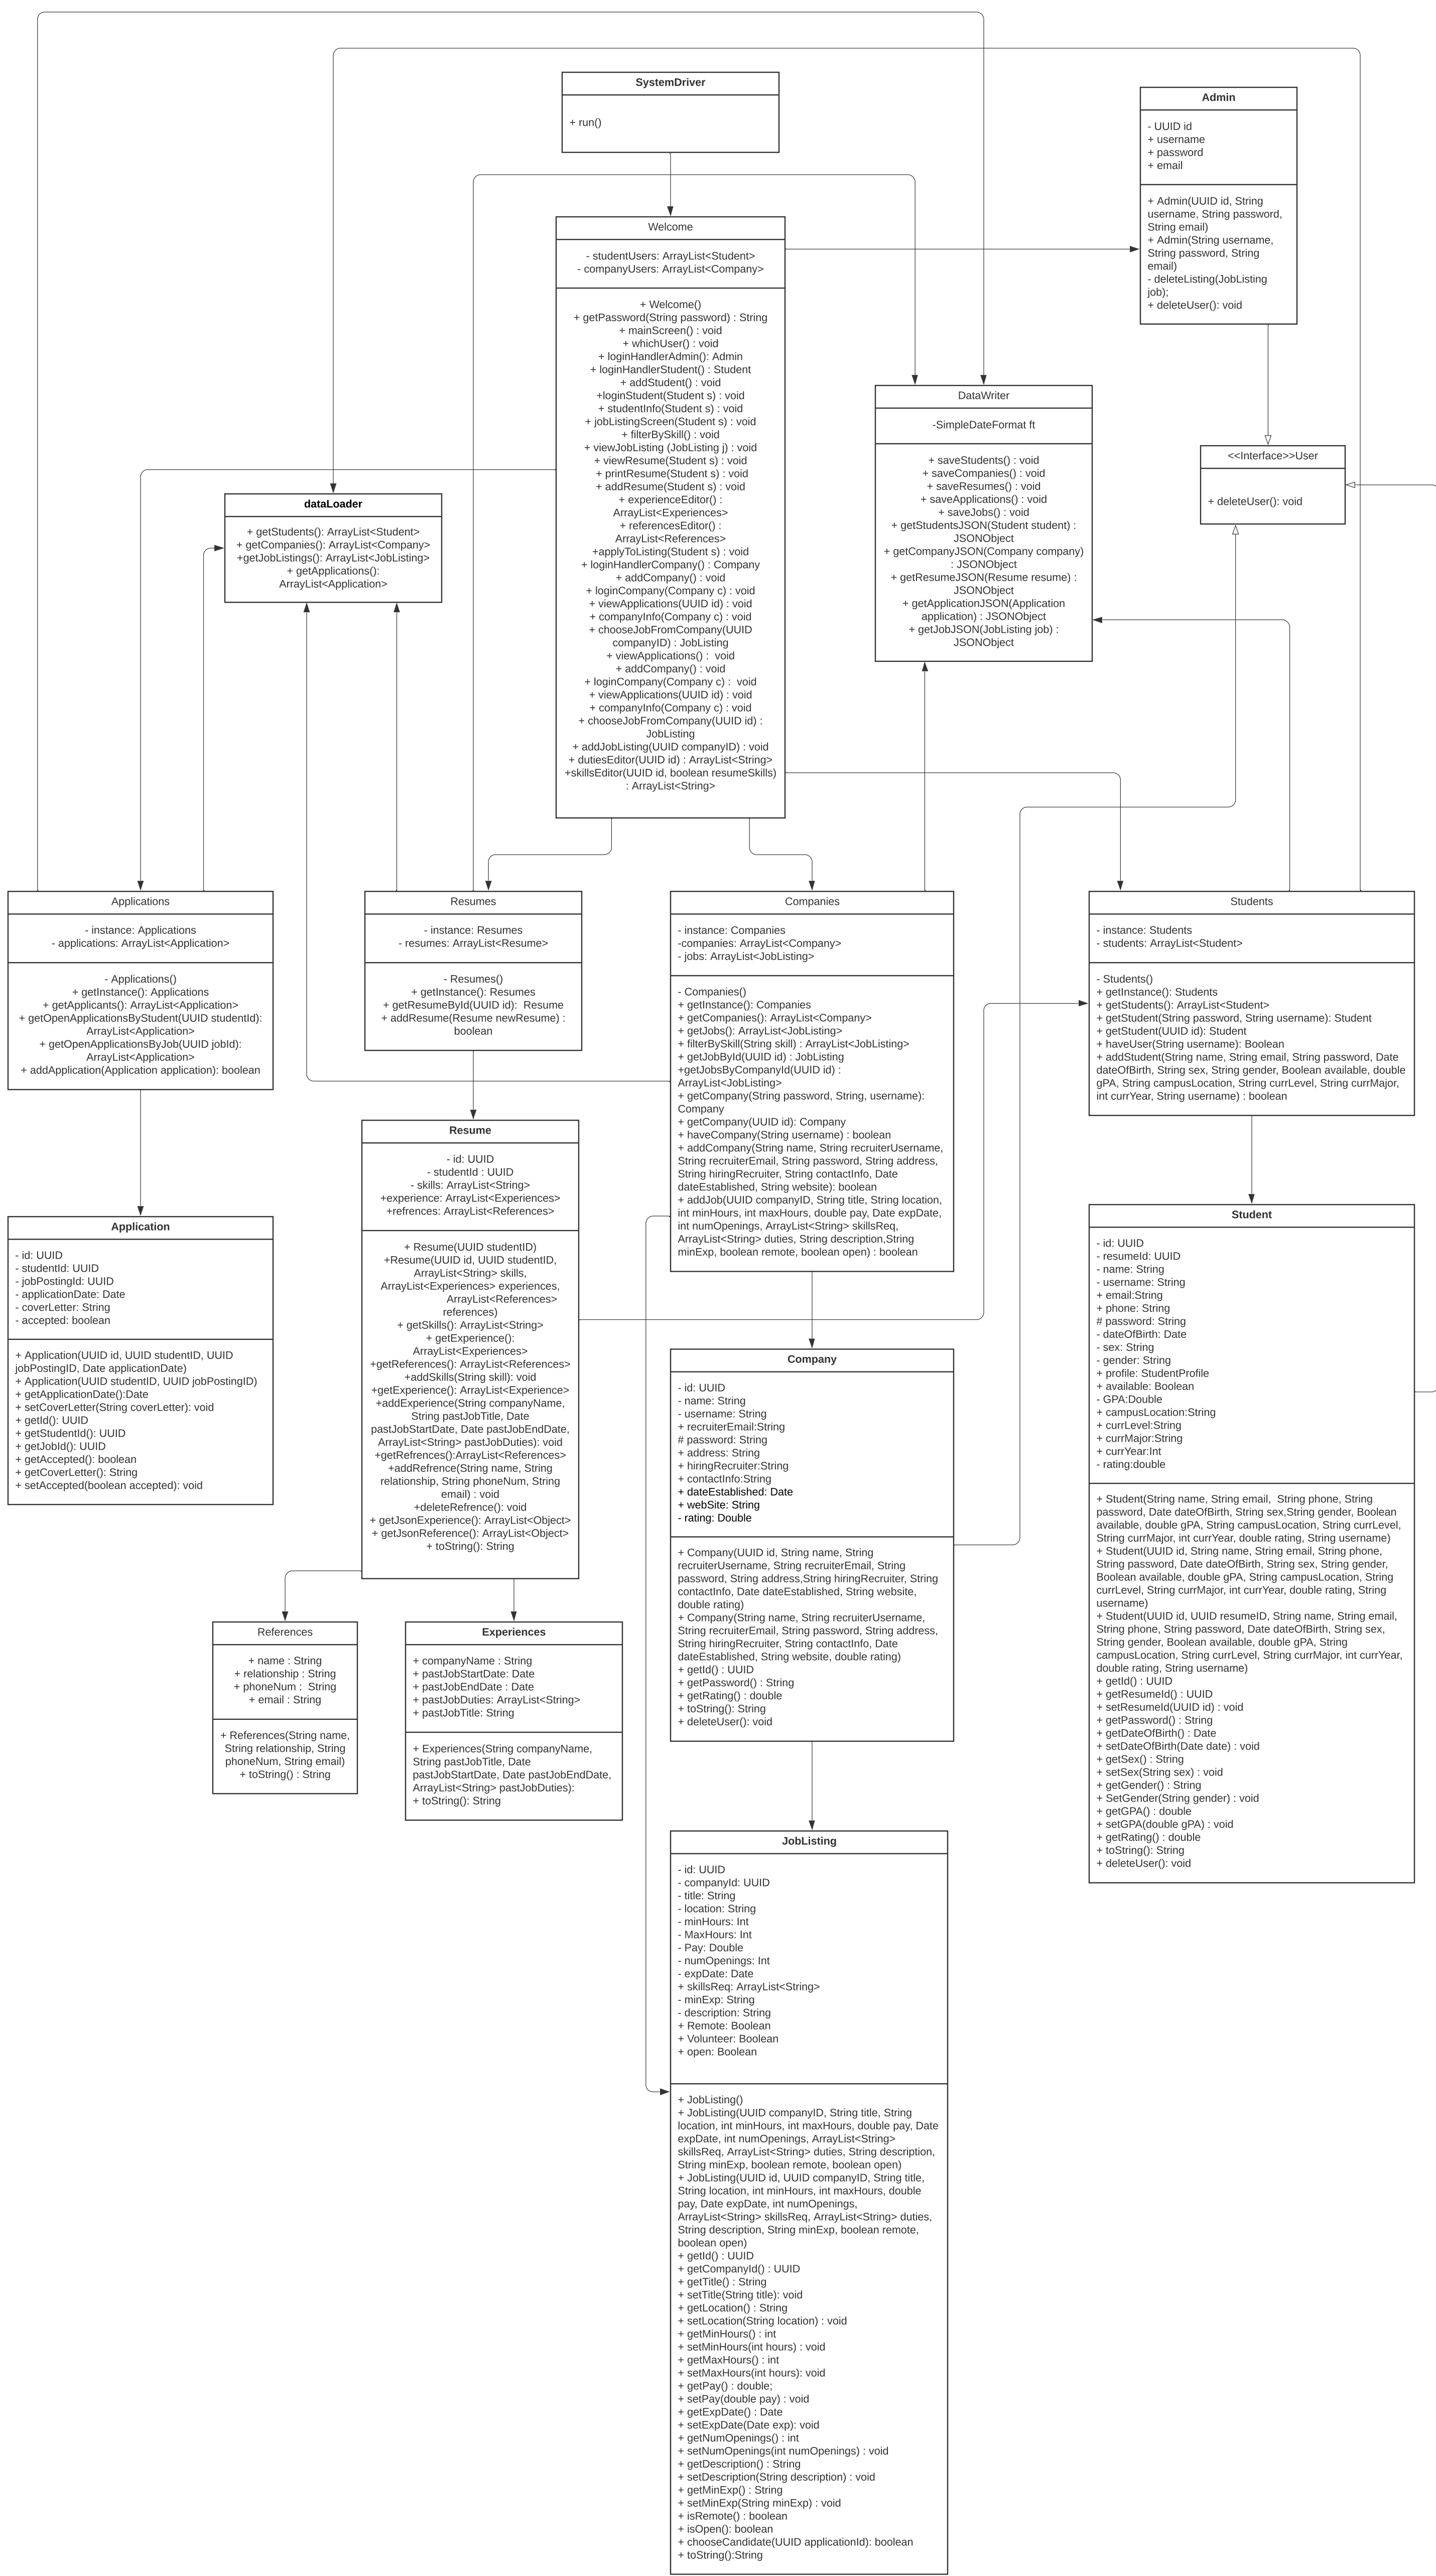 SystemDriver
+ run()
Admin
- UUID id
+ username
+ password
+ email
+ Admin(UUID id, String
username, String password,
String email)
+ Admin(String username,
String password, String
email)
- deleteListing(JobListing
job);
+ deleteUser(): void
Welcome
- studentUsers: ArrayList<Student>
- companyUsers: ArrayList<Company>
+ Welcome()
+ getPassword(String password) : String
+ mainScreen() : void
+ whichUser() : void
+ loginHandlerAdmin(): Admin
+ loginHandlerStudent() : Student
+ addStudent() : void
+loginStudent(Student s) : void
+ studentInfo(Student s) : void
+ jobListingScreen(Student s) : void
+ filterBySkill() : void
+ viewJobListing (JobListing j) : void
+ viewResume(Student s) : void
+ printResume(Student s) : void
+ addResume(Student s) : void
+ experienceEditor() :
ArrayList<Experiences>
+ referencesEditor() :
ArrayList<References>
+applyToListing(Student s) : void
+ loginHandlerCompany() : Company
+ addCompany() : void
+ loginCompany(Company c) : void
+ viewApplications(UUID id) : void
+ companyInfo(Company c) : void
+ chooseJobFromCompany(UUID
companyID) : JobListing
+ viewApplications() :  void
+ addCompany() : void
+ loginCompany(Company c) :  void
+ viewApplications(UUID id) : void
+ companyInfo(Company c) : void
+ chooseJobFromCompany(UUID id) :
JobListing
+ addJobListing(UUID companyID) : void
+ dutiesEditor(UUID id) : ArrayList<String>
+skillsEditor(UUID id, boolean resumeSkills)
: ArrayList<String>
DataWriter
-SimpleDateFormat ft
+ saveStudents() : void
+ saveCompanies() : void
+ saveResumes() : void
+ saveApplications() : void
+ saveJobs() : void
+ getStudentsJSON(Student student) :
JSONObject
+ getCompanyJSON(Company company)
: JSONObject
+ getResumeJSON(Resume resume) :
JSONObject
+ getApplicationJSON(Application
application) : JSONObject
+ getJobJSON(JobListing job) :
JSONObject
<<Interface>>User
+ deleteUser(): void
dataLoader
+ getStudents(): ArrayList<Student>
+ getCompanies(): ArrayList<Company>
+getJobListings(): ArrayList<JobListing>
+ getApplications():
ArrayList<Application>
Applications
- instance: Applications
- applications: ArrayList<Application>
- Applications()
+ getInstance(): Applications
+ getApplicants(): ArrayList<Application>
+ getOpenApplicationsByStudent(UUID studentId):
ArrayList<Application>
+ getOpenApplicationsByJob(UUID jobId):
ArrayList<Application>
+ addApplication(Application application): boolean
Resumes
- instance: Resumes
- resumes: ArrayList<Resume>
- Resumes()
+ getInstance(): Resumes
+ getResumeById(UUID id):  Resume
+ addResume(Resume newResume) :
boolean
Companies
- instance: Companies
-companies: ArrayList<Company>
- jobs: ArrayList<JobListing>
- Companies()
+ getInstance(): Companies
+ getCompanies(): ArrayList<Company>
+ getJobs(): ArrayList<JobListing>
+ filterBySkill(String skill) : ArrayList<JobListing>
+ getJobById(UUID id) : JobListing
+getJobsByCompanyId(UUID id) :
ArrayList<JobListing>
+ getCompany(String password, String, username):
Company
+ getCompany(UUID id): Company
+ haveCompany(String username) : boolean
+ addCompany(String name, String recruiterUsername,
String recruiterEmail, String password, String address,
String hiringRecruiter, String contactInfo, Date
dateEstablished, String website): boolean
+ addJob(UUID companyID, String title, String location,
int minHours, int maxHours, double pay, Date expDate,
int numOpenings, ArrayList<String> skillsReq,
ArrayList<String> duties, String description,String
minExp, boolean remote, boolean open) : boolean
Students
- instance: Students
- students: ArrayList<Student>
- Students()
+ getInstance(): Students
+ getStudents(): ArrayList<Student>
+ getStudent(String password, String username): Student
+ getStudent(UUID id): Student
+ haveUser(String username): Boolean
+ addStudent(String name, String email, String password, Date
dateOfBirth, String sex, String gender, Boolean available, double
gPA, String campusLocation, String currLevel, String currMajor,
int currYear, String username) : boolean
Resume
- id: UUID
- studentId : UUID
- skills: ArrayList<String>
+experience: ArrayList<Experiences>
+refrences: ArrayList<References>
+ Resume(UUID studentID)
+Resume(UUID id, UUID studentID,
ArrayList<String> skills,
ArrayList<Experiences> experiences,
ArrayList<References>
references)
+ getSkills(): ArrayList<String>
+ getExperience():
ArrayList<Experiences>
+getReferences(): ArrayList<References>
+addSkills(String skill): void
+getExperience(): ArrayList<Experience>
+addExperience(String companyName,
String pastJobTitle, Date
pastJobStartDate, Date pastJobEndDate,
ArrayList<String> pastJobDuties): void
+getRefrences():ArrayList<References>
+addRefrence(String name, String
relationship, String phoneNum, String
email) : void
+deleteRefrence(): void
+ getJsonExperience(): ArrayList<Object>
+ getJsonReference(): ArrayList<Object>
+ toString(): String
Application
- id: UUID
- studentId: UUID
- jobPostingId: UUID
- applicationDate: Date
- coverLetter: String
- accepted: boolean
+ Application(UUID id, UUID studentID, UUID
jobPostingID, Date applicationDate)
+ Application(UUID studentID, UUID jobPostingID)
+ getApplicationDate():Date
+ setCoverLetter(String coverLetter): void
+ getId(): UUID
+ getStudentId(): UUID
+ getJobId(): UUID
+ getAccepted(): boolean
+ getCoverLetter(): String
+ setAccepted(boolean accepted): void
Student
- id: UUID
- resumeId: UUID
- name: String
- username: String
+ email:String
+ phone: String
# password: String
- dateOfBirth: Date
- sex: String
- gender: String
+ profile: StudentProfile
+ available: Boolean
- GPA:Double
+ campusLocation:String
+ currLevel:String
+ currMajor:String
+ currYear:Int
- rating:double
+ Student(String name, String email,  String phone, String
password, Date dateOfBirth, String sex,String gender, Boolean
available, double gPA, String campusLocation, String currLevel,
String currMajor, int currYear, double rating, String username)
+ Student(UUID id, String name, String email, String phone,
String password, Date dateOfBirth, String sex, String gender,
Boolean available, double gPA, String campusLocation, String
currLevel, String currMajor, int currYear, double rating, String
username)
+ Student(UUID id, UUID resumeID, String name, String email,
String phone, String password, Date dateOfBirth, String sex,
String gender, Boolean available, double gPA, String
campusLocation, String currLevel, String currMajor, int currYear,
double rating, String username)
+ getId() : UUID
+ getResumeId() : UUID
+ setResumeId(UUID id) : void
+ getPassword() : String
+ getDateOfBirth() : Date
+ setDateOfBirth(Date date) : void
+ getSex() : String
+ setSex(String sex) : void
+ getGender() : String
+ SetGender(String gender) : void
+ getGPA() : double
+ setGPA(double gPA) : void
+ getRating() : double
+ toString(): String
+ deleteUser(): void
Company
- id: UUID
- name: String
- username: String
+ recruiterEmail:String
# password: String
+ address: String
+ hiringRecruiter:String
+ contactInfo:String
+ dateEstablished: Date
+ webSite: String
- rating: Double
+ Company(UUID id, String name, String
recruiterUsername, String recruiterEmail, String
password, String address,String hiringRecruiter, String
contactInfo, Date dateEstablished, String website,
double rating)
+ Company(String name, String recruiterUsername,
String recruiterEmail, String password, String address,
String hiringRecruiter, String contactInfo, Date
dateEstablished, String website, double rating)
+ getId() : UUID
+ getPassword() : String
+ getRating() : double
+ toString(): String
+ deleteUser(): void
References
+ name : String
+ relationship : String
+ phoneNum :  String
+ email : String
+ References(String name,
String relationship, String
phoneNum, String email)
+ toString() : String
Experiences
+ companyName : String
+ pastJobStartDate: Date
+ pastJobEndDate : Date
+ pastJobDuties: ArrayList<String>
+ pastJobTitle: String
+ Experiences(String companyName,
String pastJobTitle, Date
pastJobStartDate, Date pastJobEndDate,
ArrayList<String> pastJobDuties):
+ toString(): String
JobListing
- id: UUID
- companyId: UUID
- title: String
- location: String
- minHours: Int
- MaxHours: Int
- Pay: Double
- numOpenings: Int
- expDate: Date
+ skillsReq: ArrayList<String>
- minExp: String
- description: String
+ Remote: Boolean
+ Volunteer: Boolean
+ open: Boolean
+ JobListing()
+ JobListing(UUID companyID, String title, String
location, int minHours, int maxHours, double pay, Date
expDate, int numOpenings, ArrayList<String>
skillsReq, ArrayList<String> duties, String description,
String minExp, boolean remote, boolean open)
+ JobListing(UUID id, UUID companyID, String title,
String location, int minHours, int maxHours, double
pay, Date expDate, int numOpenings,
ArrayList<String> skillsReq, ArrayList<String> duties,
String description, String minExp, boolean remote,
boolean open)
+ getId() : UUID
+ getCompanyId() : UUID
+ getTitle() : String
+ setTitle(String title): void
+ getLocation() : String
+ setLocation(String location) : void
+ getMinHours() : int
+ setMinHours(int hours) : void
+ getMaxHours() : int
+ setMaxHours(int hours): void
+ getPay() : double;
+ setPay(double pay) : void
+ getExpDate() : Date
+ setExpDate(Date exp): void
+ getNumOpenings() : int
+ setNumOpenings(int numOpenings) : void
+ getDescription() : String
+ setDescription(String description) : void
+ getMinExp() : String
+ setMinExp(String minExp) : void
+ isRemote() : boolean
+ isOpen(): boolean
+ chooseCandidate(UUID applicationId): boolean
+ toString():String